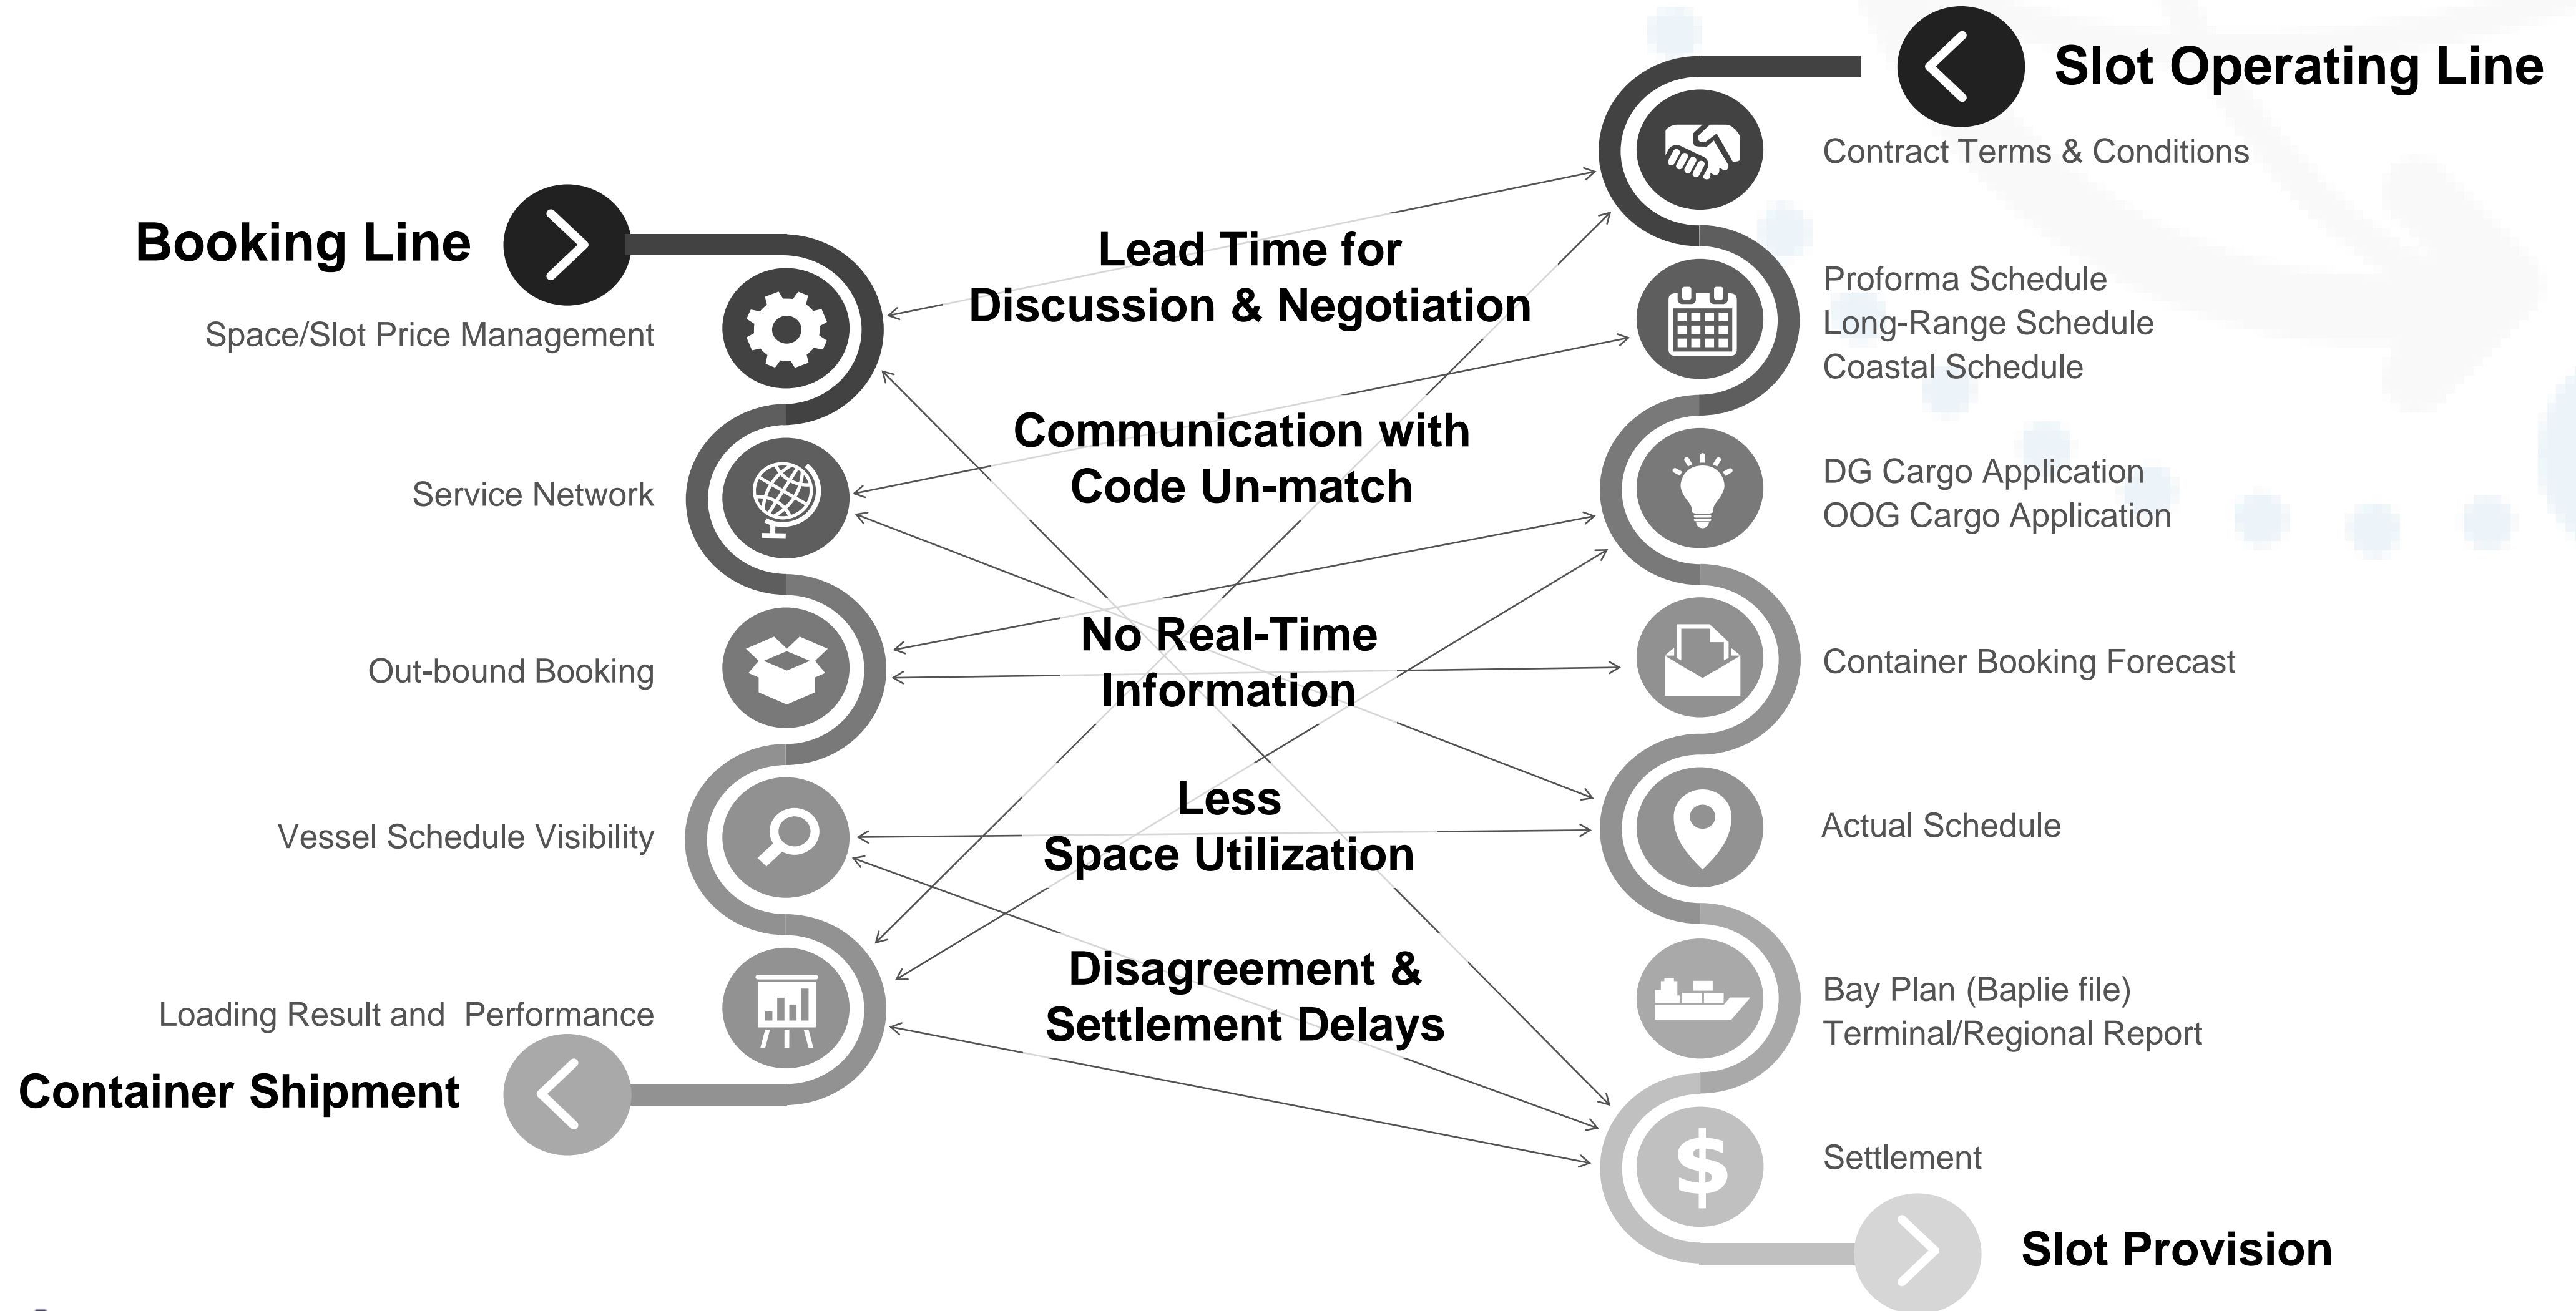 Booking Line
Space/Slot Price Management
Service Network
Out-bound Booking
Vessel Schedule Visibility
Loading Result and  Performance
Container Shipment
Lead Time for
Discussion & Negotiation
Communication with
Code Un-match
No Real-Time
Information
Less
Space Utilization
Disagreement &
Settlement Delays
Slot Operating Line
Contract Terms & Conditions
Proforma Schedule
Long-Range Schedule
Coastal Schedule
DG Cargo Application
OOG Cargo Application
Container Booking Forecast
Actual Schedule
Bay Plan (Baplie file)
Terminal/Regional Report
$
Settlement
Slot Provision